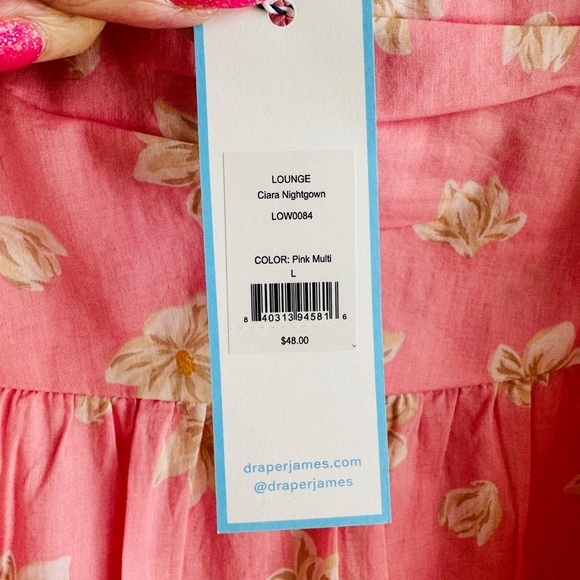 LOUNGE
Ciara Nightgown
LOW0084
COLOR: Pink Multi
L
8 40313 94581 6
$48.00
draperjames.com
@draperjames